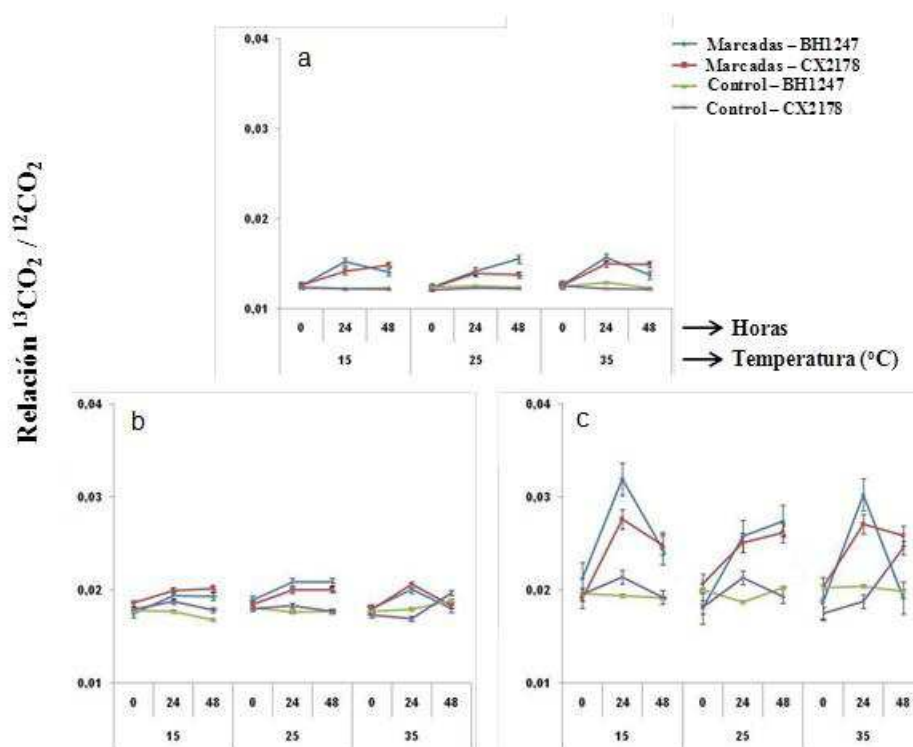 a
0,04
0,03
0,02
0,01
0 24 48 0 24 48 0 24 48
15 25 35
Marcadas – BH1247
Marcadas – CX2178
Control – BH1247
Control – CX2178
→ Horas
→ Temperatura (°C)
Relación ¹³CO₂ / ¹²CO₂
b
0,04
0,03
0,02
0,01
0 24 48 0 24 48 0 24 48
15 25 35
c
0,04
0,03
0,02
0,01
0 24 48 0 24 48 0 24 48
15 25 35